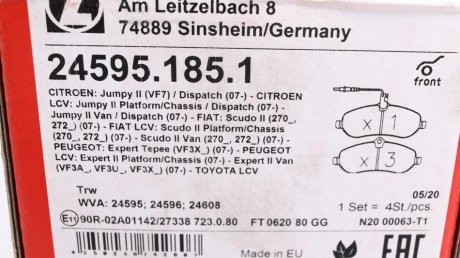 Am Leitzelbach 8
74889 Sinsheim/Germany
24595.185.1
front
CITROEN: Jumpy II (VF7) / Dispatch (07-) - CITROEN
LCV: Jumpy II Platform/Chassis / Dispatch (07-) -
Jumpy II Van / Dispatch (07-) - FIAT: Scudo II (270_,
272_) (07-) - FIAT LCV: Scudo II Platform/Chassis
(270_, 272_) (07-) - Scudo II Van (270_, 272_) (07-) -
PEUGEOT: Expert Tepee (VF3X_) (07-) - PEUGEOT
LCV: Expert II Platform/Chassis (07-) - Expert II Van
(VF3A_, VF3U_, VF3X_) (07-) - TOYOTA LCV
x 1
x 3
Trw
05/20
WVA: 24595; 24596; 24608
1 Set = 4St./pcs.
E11 90R-02A01142/27338 723.0.80 FT 0620 80 GG N20 00063-T1
Made in EU
EAC